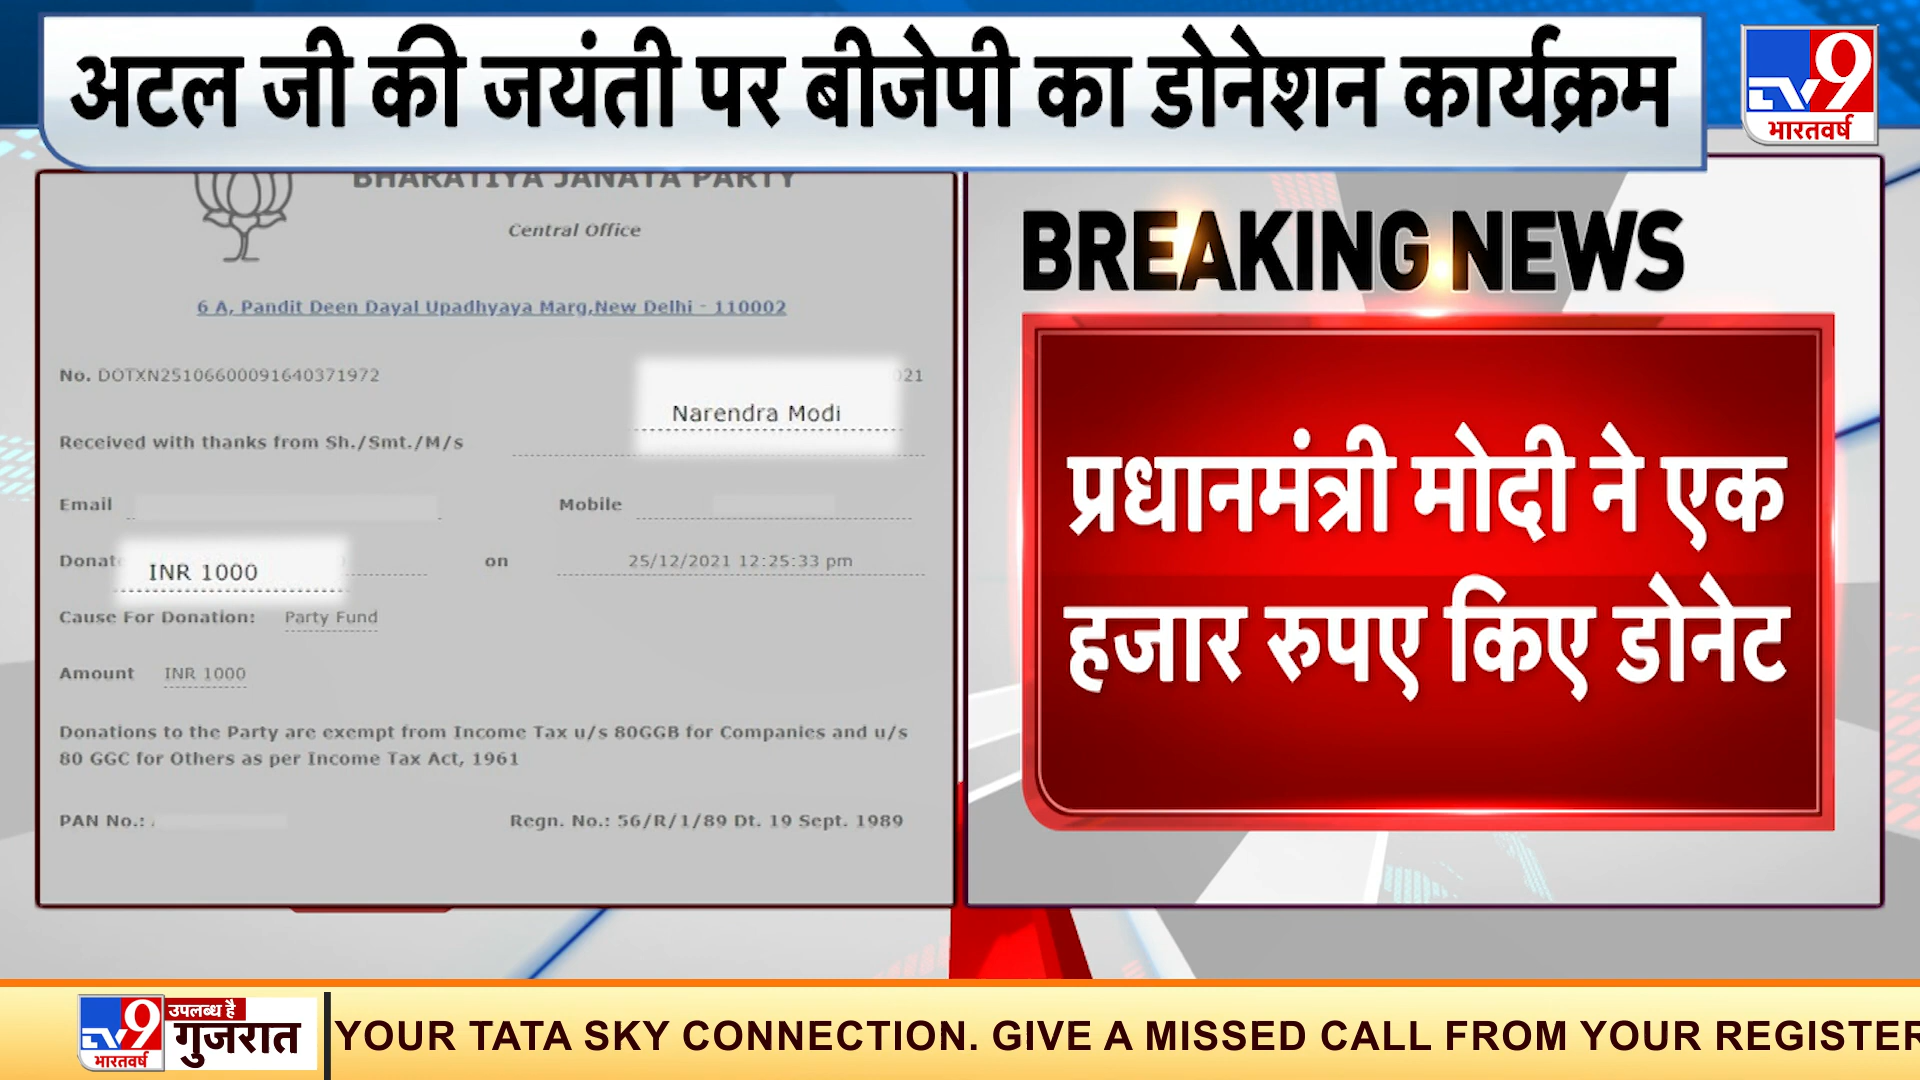 अटल जी की जयंती पर बीजेपी का डोनेशन कार्यक्रम
TV9
भारतवर्ष
BHARATIYA JANATA PARTY
Central Office
6 A, Pandit Deen Dayal Upadhyaya Marg,New Delhi - 110002
No. DOTXN25106600091640371972
021
Narendra Modi
Received with thanks from Sh./Smt./M/s
Email
Mobile
Donat
INR 1000
on
25/12/2021 12:25:33 pm
Cause For Donation: Party Fund
Amount INR 1000
Donations to the Party are exempt from Income Tax u/s 80GGB for Companies and u/s
80 GGC for Others as per Income Tax Act, 1961
PAN No.:
Regn. No.: 56/R/1/89 Dt. 19 Sept. 1989
BREAKING NEWS
प्रधानमंत्री मोदी ने एक
हजार रुपए किए डोनेट
TV9
भारतवर्ष
उपलब्ध है
गुजरात
YOUR TATA SKY CONNECTION. GIVE A MISSED CALL FROM YOUR REGISTER